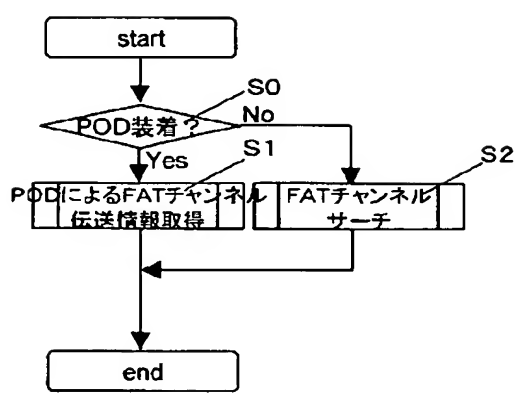 start
S0
POD装着?
No
Yes
S1
S2
PODによるFATチャンネル
伝送情報取得
FATチャンネル
サーチ
end